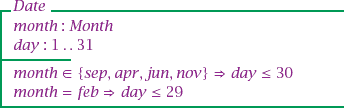 Date
month : Month
day : 1 . . 31
month ∈ {sep, apr, jun, nov} ⇒ day ≤ 30
month = feb ⇒ day ≤ 29